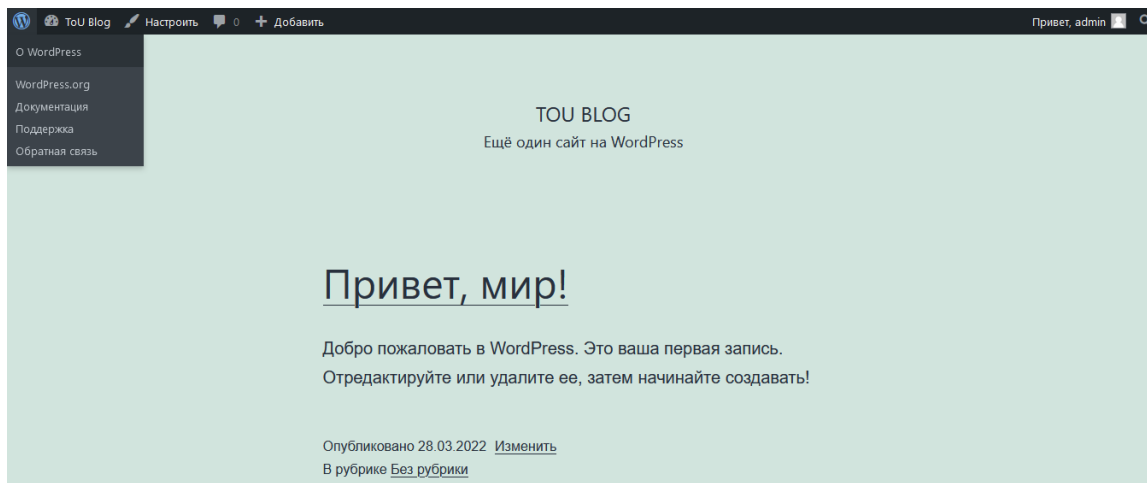 ToU Blog Настроить 0 Добавить Привет, admin
О WordPress
WordPress.org
Документация
Поддержка
Обратная связь
TOU BLOG
Ещё один сайт на WordPress
Привет, мир!
Добро пожаловать в WordPress. Это ваша первая запись.
Отредактируйте или удалите ее, затем начинайте создавать!
Опубликовано 28.03.2022 Изменить
В рубрике Без рубрики